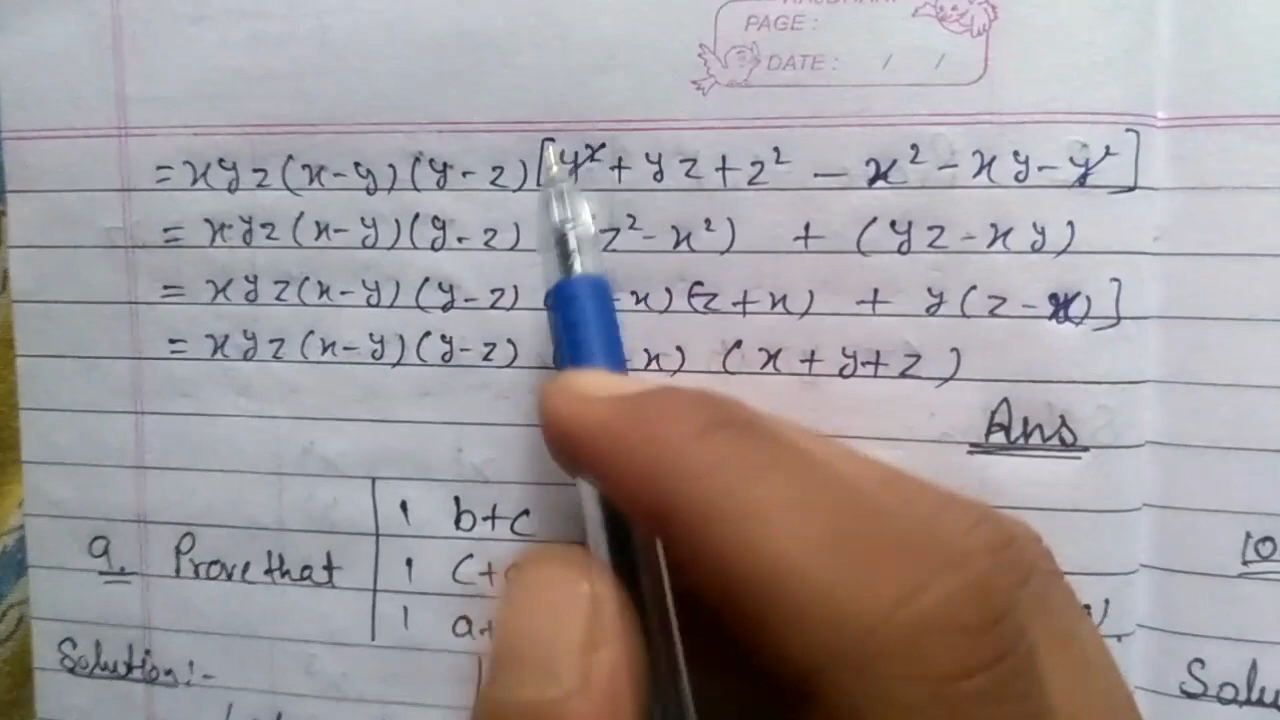 PAGE :
DATE : / /
= xyz(x-y)(y-z)[y² + yz + z² - x² - xy - y²]
= xyz(x-y)(y-z) z² - x²) + (yz - xy)
= xyz(x-y)(y-z) - x)(z + x) + y(z - x)]
= xyz(x-y)(y-z) - x) (x + y + z)
Ans
1 b+c
9. Prove that 1 c+
1 a+
10
Solution:-